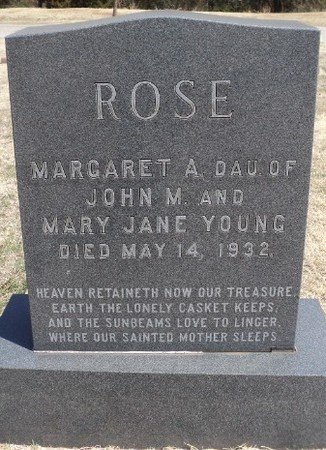 ROSE
MARGARET A. DAU. OF
JOHN M. AND
MARY JANE YOUNG
DIED MAY 14, 1932.
HEAVEN RETAINETH NOW OUR TREASURE,
EARTH THE LONELY CASKET KEEPS,
AND THE SUNBEAMS LOVE TO LINGER,
WHERE OUR SAINTED MOTHER SLEEPS.